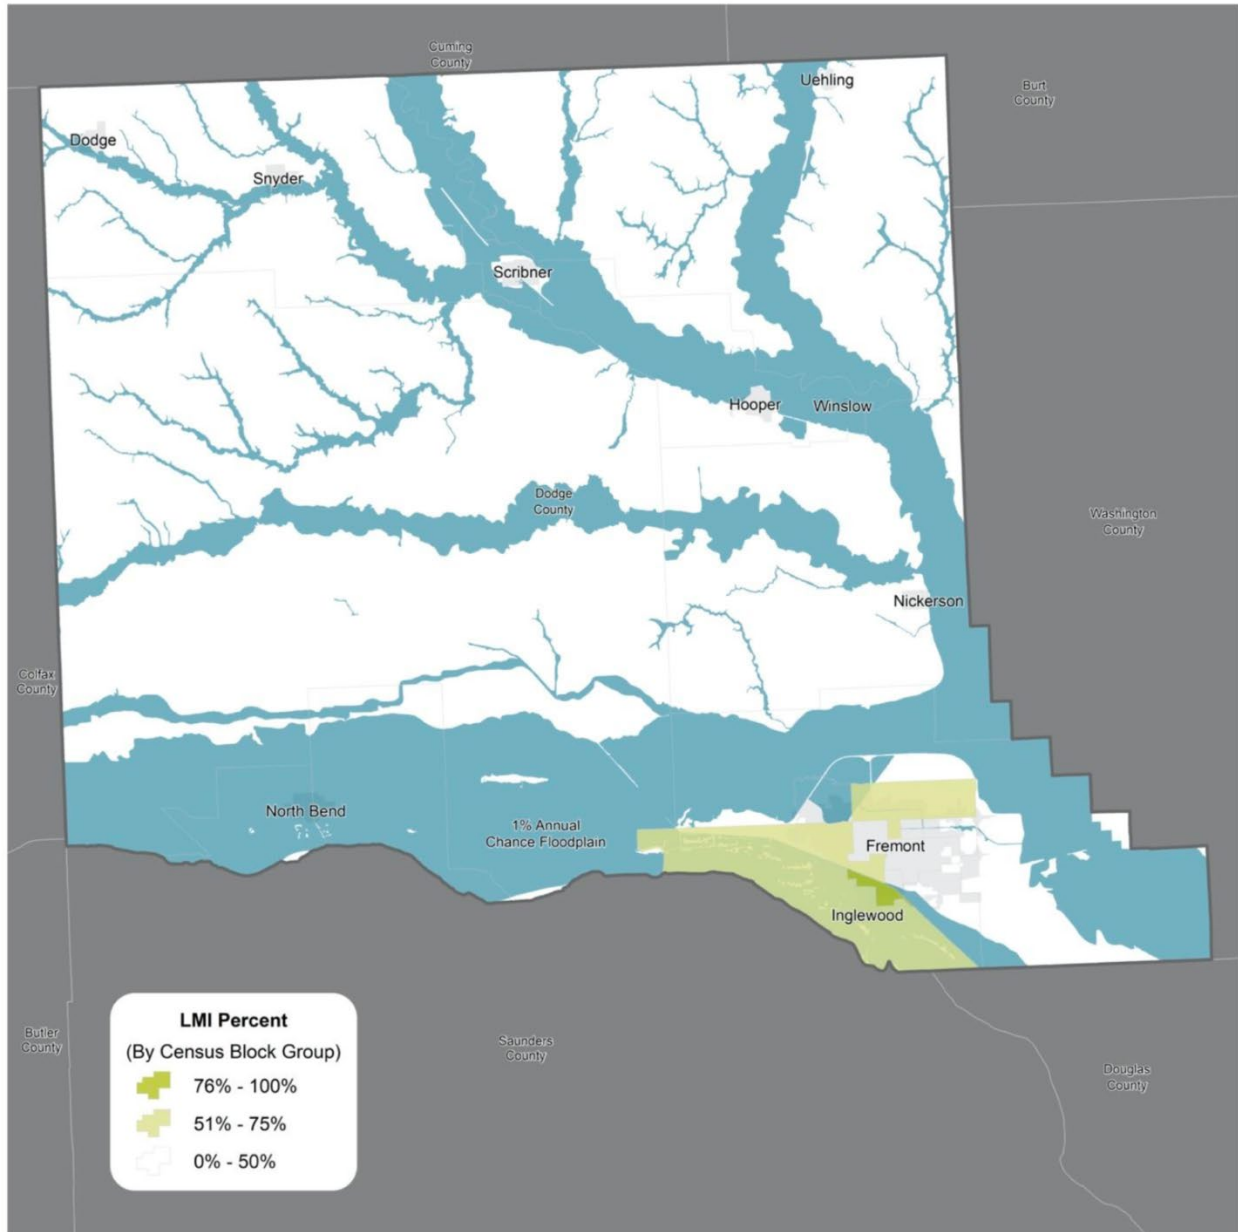 Cuming
County
Uehling
Burt
County
Dodge
Snyder
Scribner
Hooper
Winslow
Dodge
County
Washington
County
Nickerson
Colfax
County
North Bend
1% Annual
Chance Floodplain
Fremont
Inglewood
LMI Percent
(By Census Block Group)
76% - 100%
51% - 75%
0% - 50%
Butler
County
Saunders
County
Douglas
County